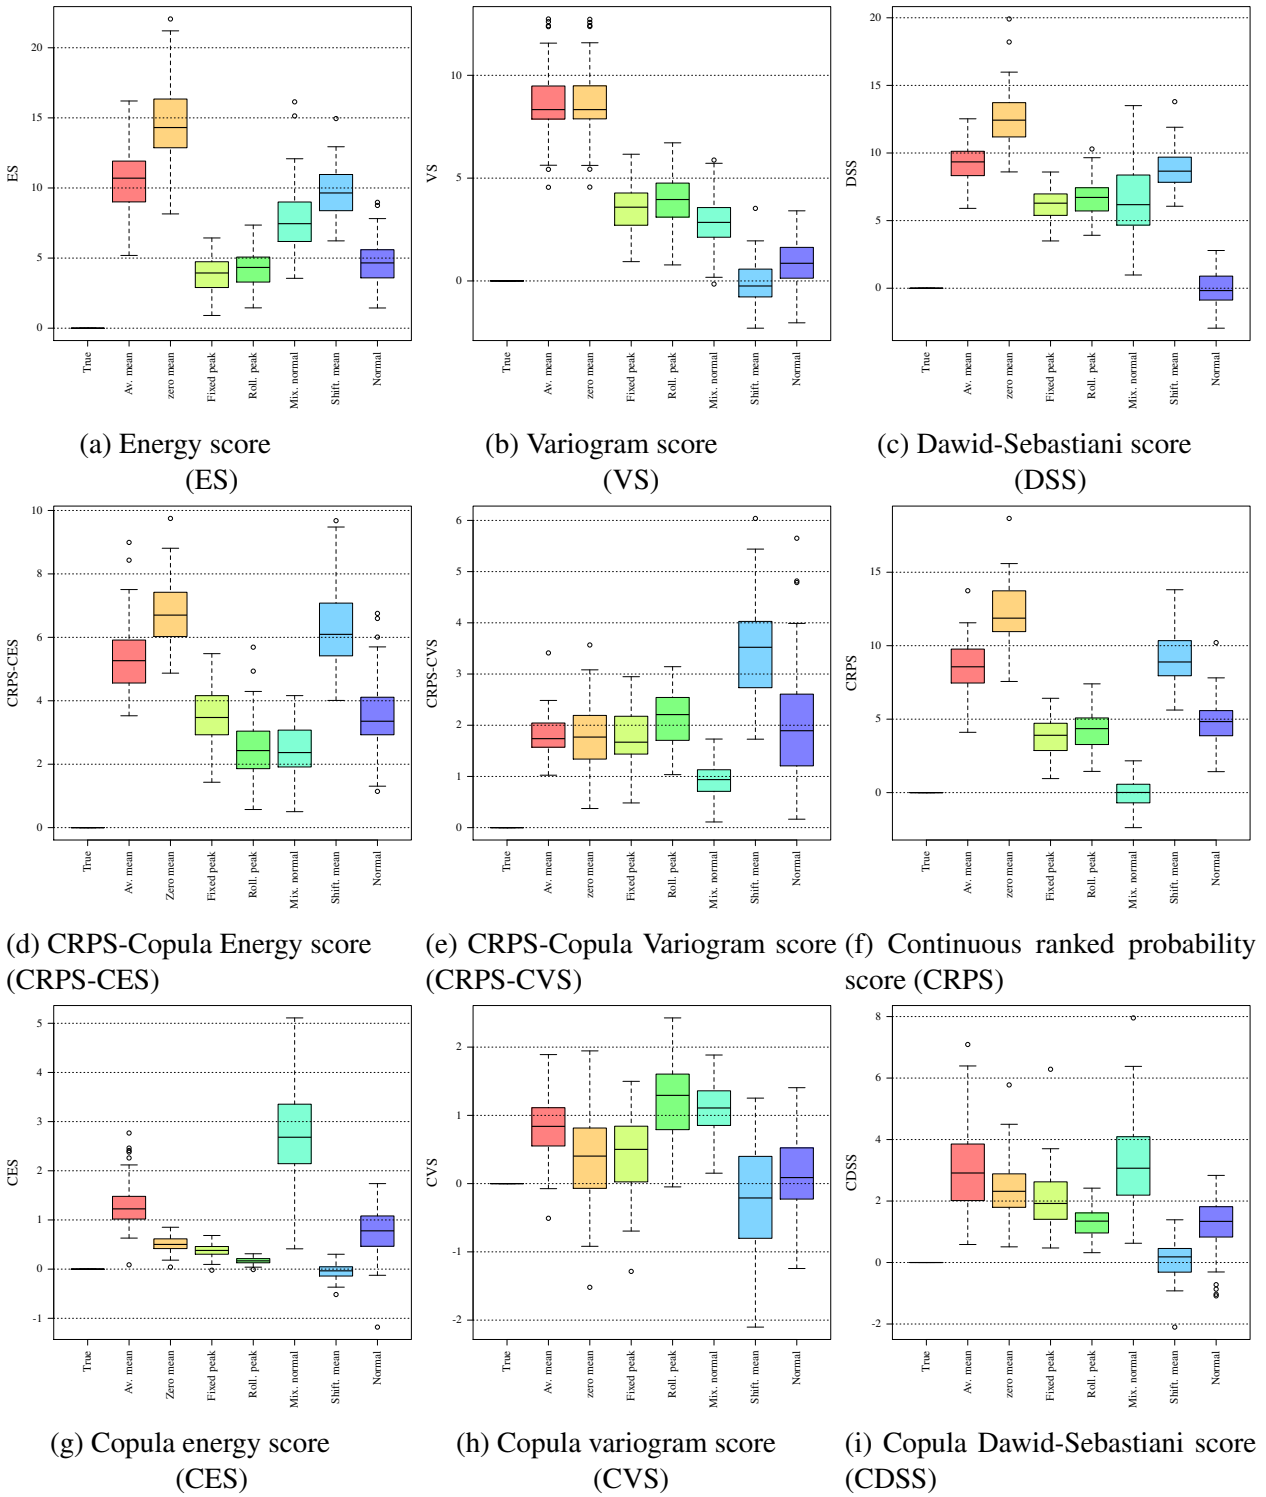 ES
20
15
10
5
0
True
Av. mean
zero mean
Fixed peak
Roll. peak
Mix. normal
Shift. mean
Normal
(a) Energy score
(ES)
VS
10
5
0
True
Av. mean
zero mean
Fixed peak
Roll. peak
Mix. normal
Shift. mean
Normal
(b) Variogram score
(VS)
DSS
20
15
10
5
0
True
Av. mean
zero mean
Fixed peak
Roll. peak
Mix. normal
Shift. mean
Normal
(c) Dawid-Sebastiani score
(DSS)
CRPS-CES
10
8
6
4
2
0
True
Av. mean
Zero mean
Fixed peak
Roll. peak
Mix. normal
Shift. mean
Normal
(d) CRPS-Copula Energy score
(CRPS-CES)
CRPS-CVS
6
5
4
3
2
1
0
True
Av. mean
Zero mean
Fixed peak
Roll. peak
Mix. normal
Shift. mean
Normal
(e) CRPS-Copula Variogram score
(CRPS-CVS)
CRPS
15
10
5
0
True
Av. mean
zero mean
Fixed peak
Roll. peak
Mix. normal
Shift. mean
Normal
(f) Continuous ranked probability
score (CRPS)
CES
5
4
3
2
1
0
-1
True
Av. mean
Zero mean
Fixed peak
Roll. peak
Mix. normal
Shift. mean
Normal
(g) Copula energy score
(CES)
CVS
2
1
0
-1
-2
True
Av. mean
zero mean
Fixed peak
Roll. peak
Mix. normal
Shift. mean
Normal
(h) Copula variogram score
(CVS)
CDSS
8
6
4
2
0
-2
True
Av. mean
zero mean
Fixed peak
Roll. peak
Mix. normal
Shift. mean
Normal
(i) Copula Dawid-Sebastiani score
(CDSS)